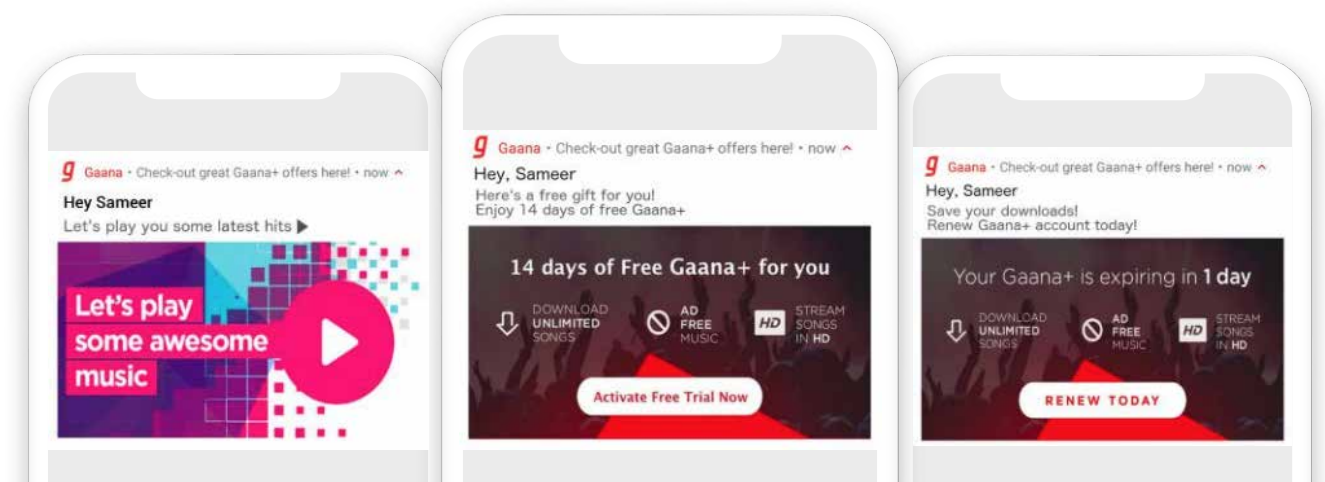 g Gaana • Check-out great Gaana+ offers here! • now
Hey Sameer
Let's play you some latest hits
Let's play
some awesome
music
g Gaana • Check-out great Gaana+ offers here! • now
Hey, Sameer
Here's a free gift for you!
Enjoy 14 days of free Gaana+
14 days of Free Gaana+ for you
DOWNLOAD
UNLIMITED
SONGS
AD
FREE
MUSIC
HD
STREAM
SONGS
IN HD
Activate Free Trial Now
g Gaana • Check-out great Gaana+ offers here! • now
Hey, Sameer
Save your downloads!
Renew Gaana+ account today!
Your Gaana+ is expiring in 1 day
DOWNLOAD
UNLIMITED
SONGS
AD
FREE
MUSIC
HD
STREAM
SONGS
IN HD
RENEW TODAY